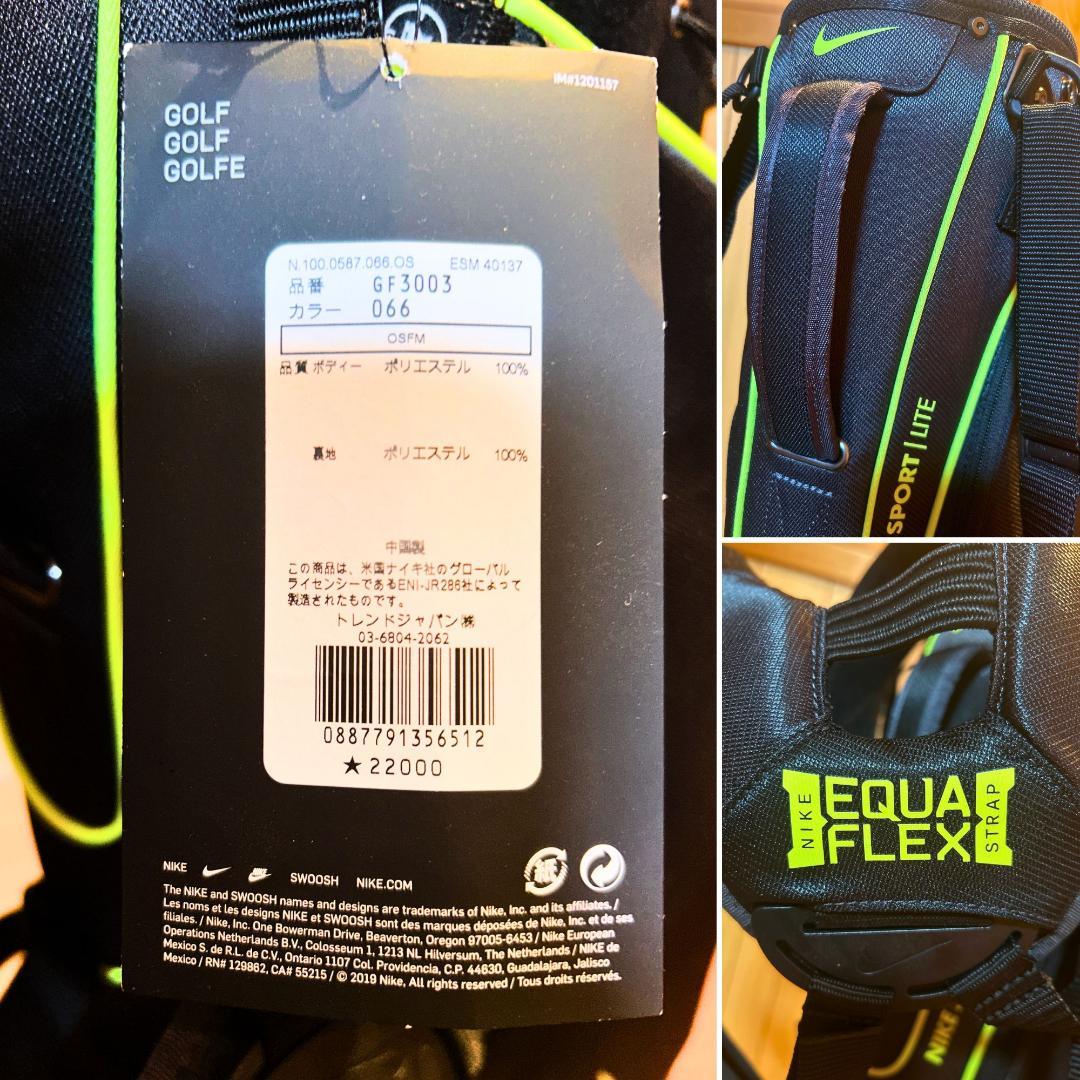 iM#1201157
GOLF
GOLF
GOLFE
N.100.0587.066.OS ESM 40137
品番 GF3003
カラー 066
OSFM
品質 ボディー ポリエステル 100%
裏地 ポリエステル 100%
中国製
この商品は、米国ナイキ社のグローバル
ライセンシーであるENI-JR286社によって
製造されたものです。
トレンドジャパン㈱
03-6804-2062
0887791356512
★22000
NIKE SWOOSH NIKE.COM
紙
The NIKE and SWOOSH names and designs are trademarks of Nike, Inc. and its affiliates. /
Les noms et les designs NIKE et SWOOSH sont des marques déposées de Nike, Inc. et de ses
filiales. / Nike, Inc. One Bowerman Drive, Beaverton, Oregon 97005-6453 / Nike European
Operations Netherlands B.V., Colosseum 1, 1213 NL Hilversum, The Netherlands / NIKE de
Mexico S. de R.L. de C.V., Ontario 1107 Col. Providencia, C.P. 44630, Guadalajara, Jalisco
Mexico / RN# 129862, CA# 55215 / © 2019 Nike, All rights reserved / Tous droits réservés.
SPORT | LITE
NIKE
EQUA
FLEX
STRAP
NIKE